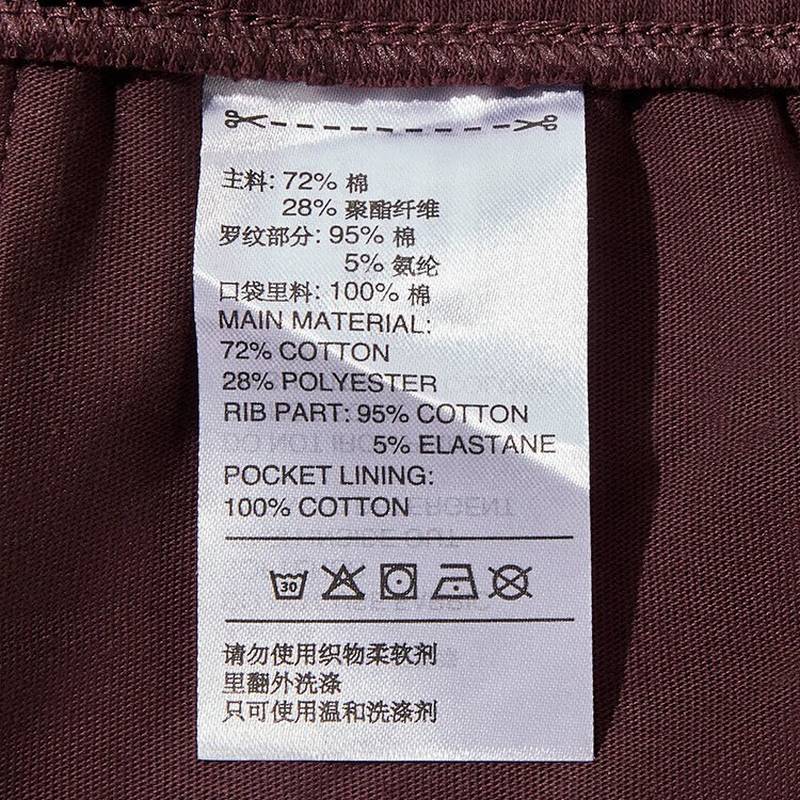 主料: 72% 棉
28% 聚酯纤维
罗纹部分: 95% 棉
5% 氨纶
口袋里料: 100% 棉
MAIN MATERIAL:
72% COTTON
28% POLYESTER
RIB PART: 95% COTTON
5% ELASTANE
POCKET LINING:
100% COTTON
30
请勿使用织物柔软剂
里翻外洗涤
只可使用温和洗涤剂